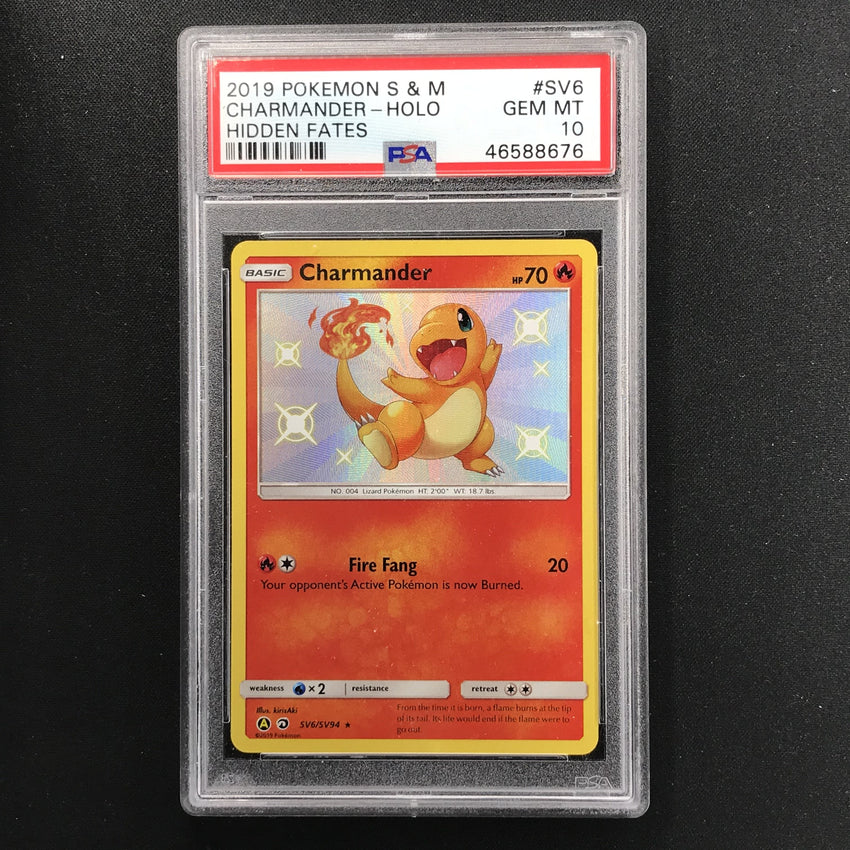 2019 POKEMON S & M #SV6
CHARMANDER - HOLO GEM MT
HIDDEN FATES 10
PSA 46588676
BASIC Charmander HP 70
NO. 004 Lizard Pokémon HT: 2'00" WT: 18.7 lbs
Fire Fang 20
Your opponent's Active Pokémon is now Burned.
weakness ×2 resistance retreat
Illus. kirisAki
From the time it is born, a flame burns at the tip
of its tail. Its life would end if the flame were to
go out.
A SV6/SV94 ★
©2019 Pokémon
PSA